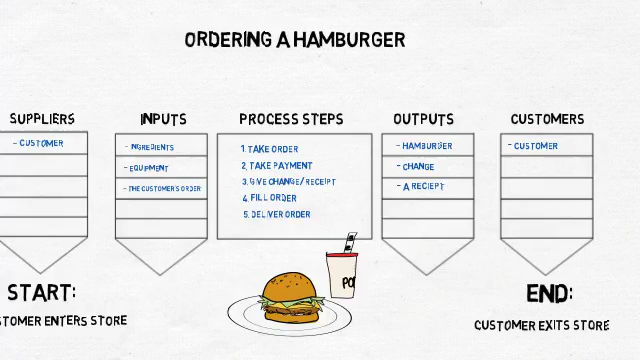 ORDERING A HAMBURGER
SUPPLIERS
- CUSTOMER
INPUTS
- INGREDIENTS
- EQUIPMENT
- THE CUSTOMER'S ORDER
PROCESS STEPS
1. TAKE ORDER
2. TAKE PAYMENT
3. GIVE CHANGE/RECEIPT
4. FILL ORDER
5. DELIVER ORDER
OUTPUTS
- HAMBURGER
- CHANGE
- A RECIEPT
CUSTOMERS
- CUSTOMER
START:
STOMER ENTERS STORE
PO
END:
CUSTOMER EXITS STORE